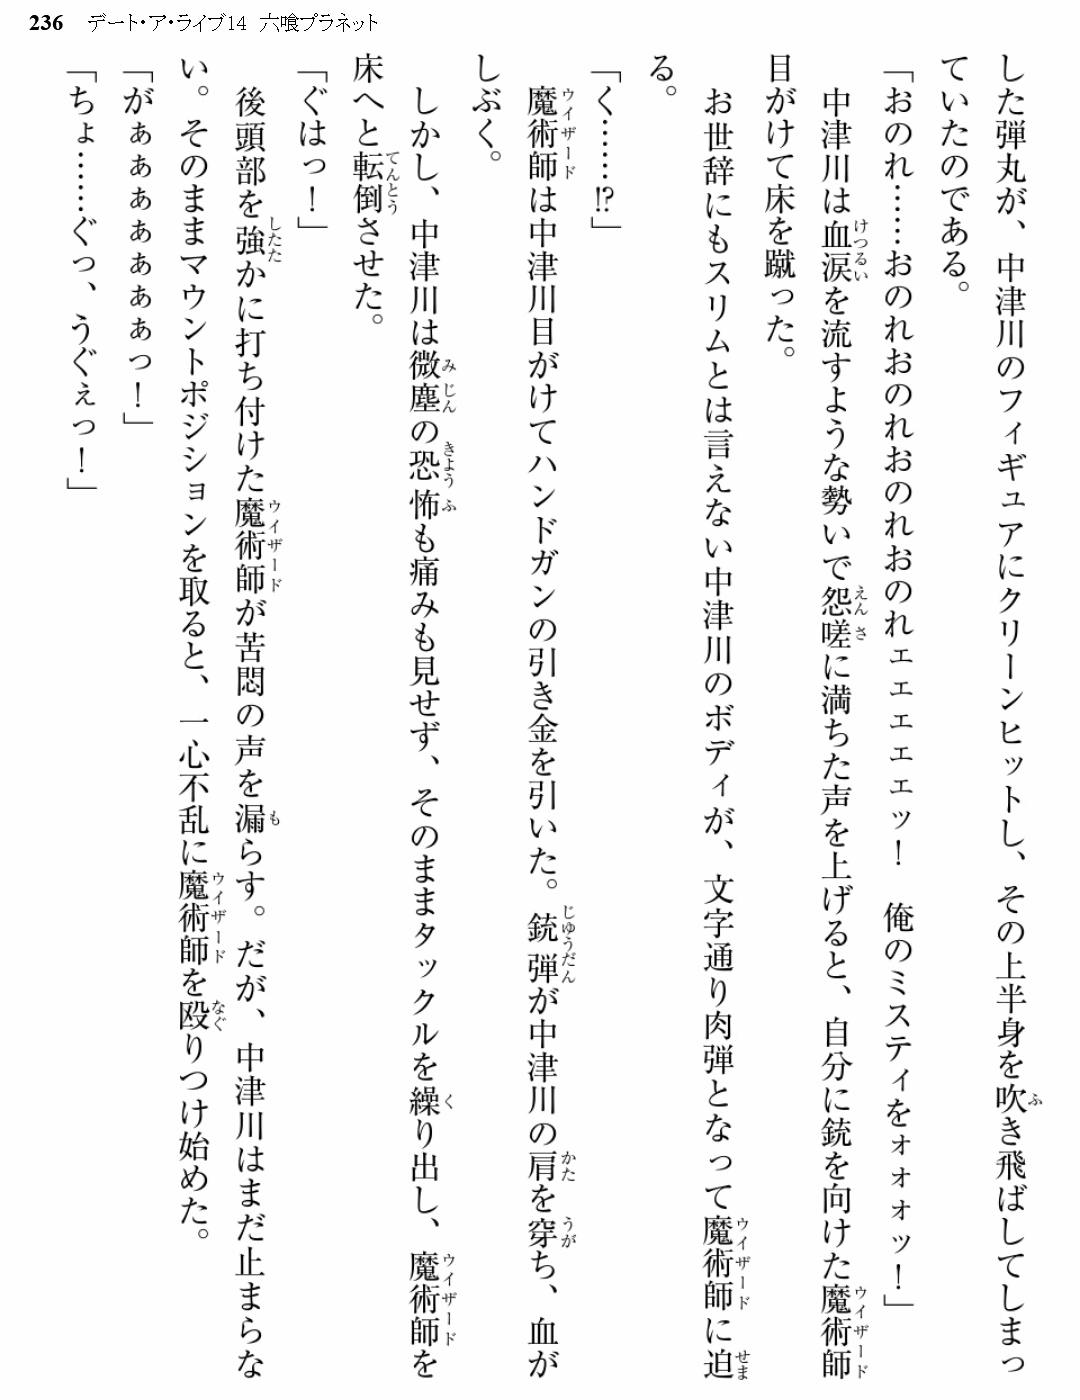 236 デート・ア・ライブ14 六喰プラネット
した弾丸が、中津川のフィギュアにクリーンヒットし、その上半身を吹き飛ばしてしまっ
ていたのである。
「おのれ……おのれおのれおのれおのれェェェェェッ！ 俺のミスティをォォォッ！」
中津川は血涙を流すような勢いで怨嗟に満ちた声を上げると、自分に銃を向けた魔術師
目がけて床を蹴った。
お世辞にもスリムとは言えない中津川のボディが、文字通り肉弾となって魔術師に迫
る。
「く……!?」
魔術師は中津川目がけてハンドガンの引き金を引いた。銃弾が中津川の肩を穿ち、血が
しぶく。
しかし、中津川は微塵の恐怖も痛みも見せず、そのままタックルを繰り出し、魔術師を
床へと転倒させた。
「ぐはっ！」
後頭部を強かに打ち付けた魔術師が苦悶の声を漏らす。だが、中津川はまだ止まらな
い。そのままマウントポジションを取ると、一心不乱に魔術師を殴りつけ始めた。
「がぁぁぁぁぁぁぁっ！」
「ちょ……ぐっ、うぐぇっ！」